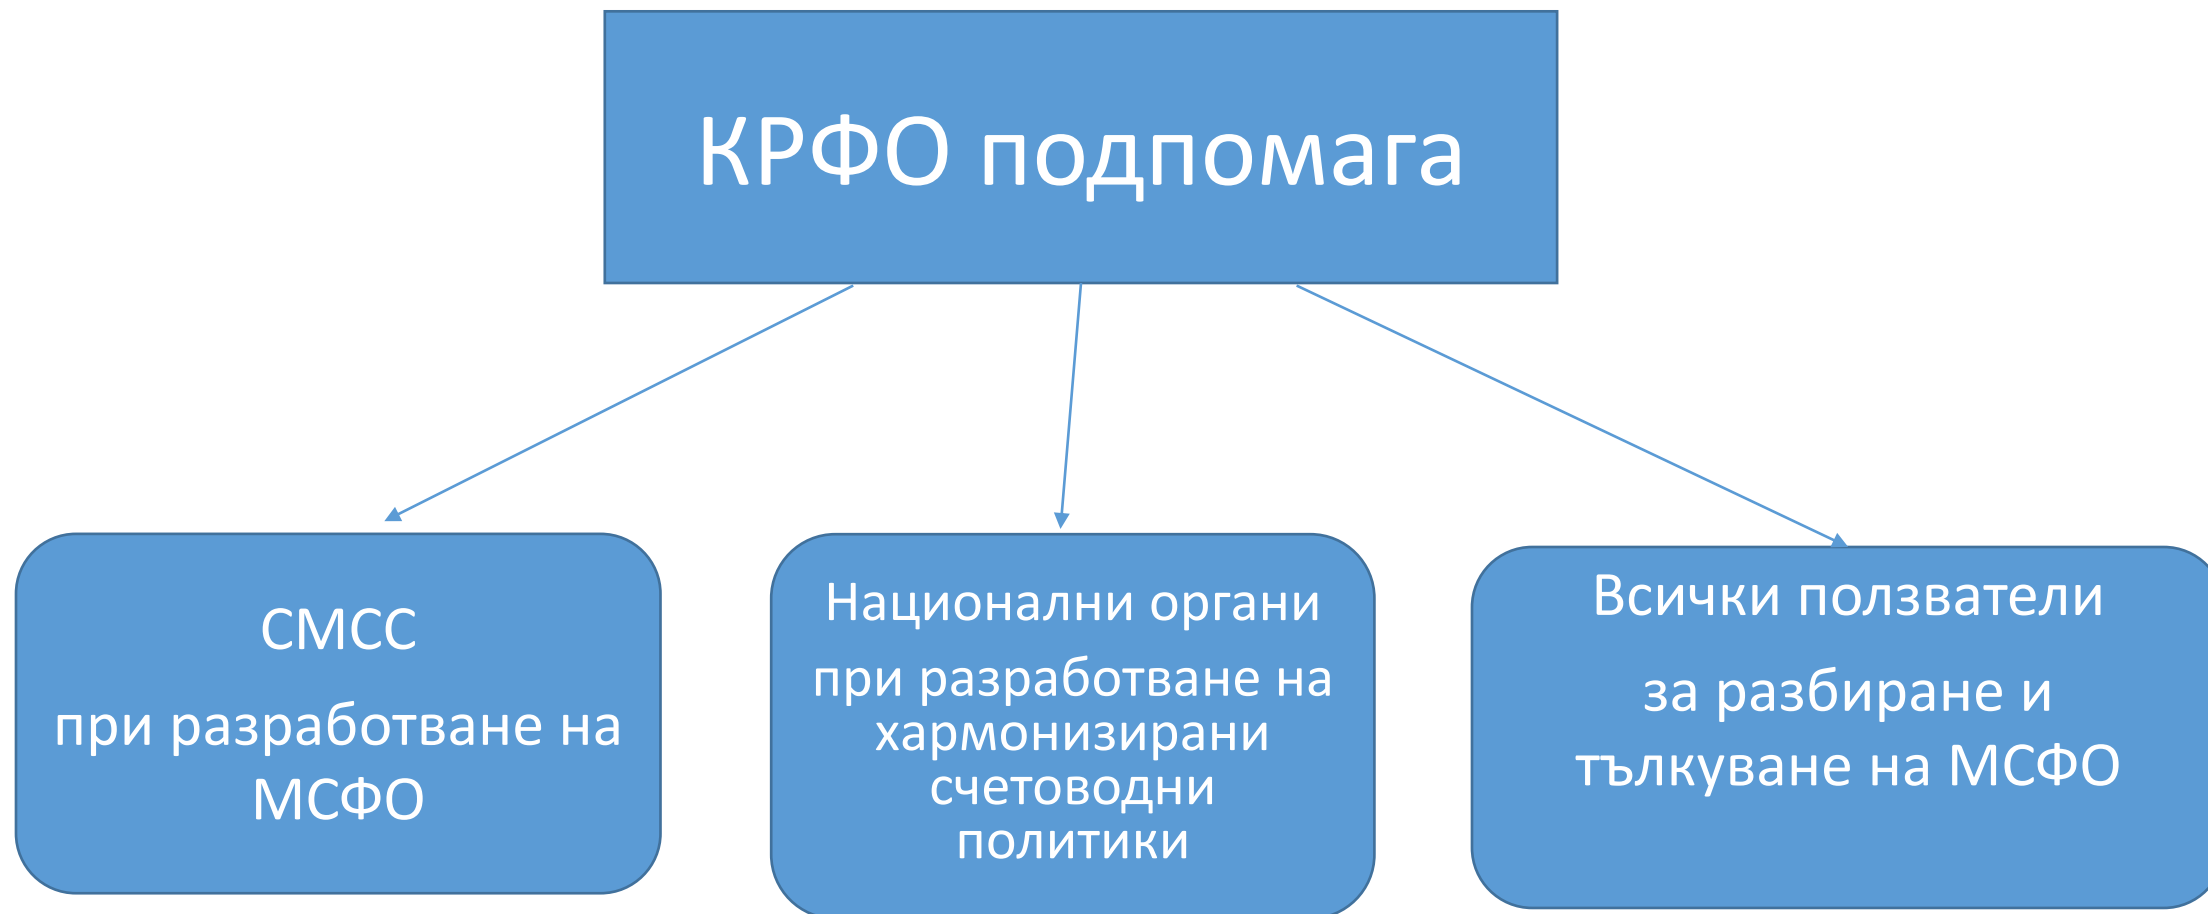 КРФО подпомага
СМСС
при разработване на
МСФО
Национални органи
при разработване на
хармонизирани
счетоводни
политики
Всички ползватели
за разбиране и
тълкуване на МСФО